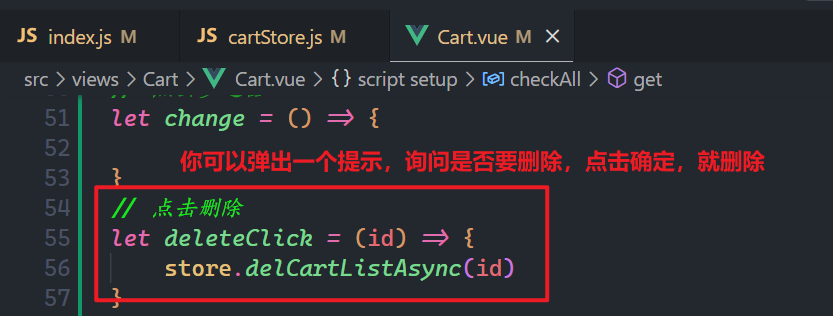 JS index.js M JS cartStore.js M Cart.vue M ×
src > views > Cart > Cart.vue > {} script setup > checkAll > get
51 let change = () => {
52
你可以弹出一个提示，询问是否要删除，点击确定，就删除
53 }
54 // 点击删除
55 let deleteClick = (id) => {
56 store.delCartListAsync(id)
57 }